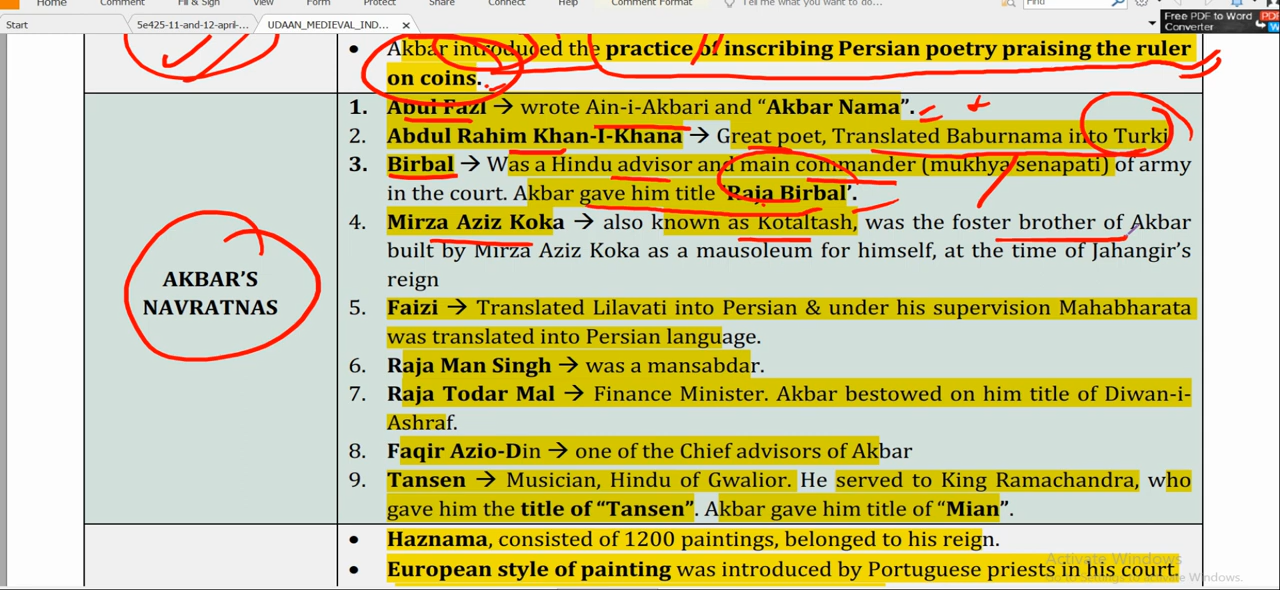 Home Comment Fill & Sign View Form Protect Share Connect Help Comment Format Tell me what you want to do... Find
Start 5e425-11-and-12-april-... UDAAN_MEDIEVAL_IND... × Free PDF to Word Converter
• Akbar introduced the practice of inscribing Persian poetry praising the ruler
on coins.
AKBAR'S
NAVRATNAS
1. Abul Fazl → wrote Ain-i-Akbari and “Akbar Nama”.
2. Abdul Rahim Khan-I-Khana → Great poet, Translated Baburnama into Turki
3. Birbal → Was a Hindu advisor and main commander (mukhya senapati) of army
in the court. Akbar gave him title ‘Raja Birbal’.
4. Mirza Aziz Koka → also known as Kotaltash, was the foster brother of Akbar
built by Mirza Aziz Koka as a mausoleum for himself, at the time of Jahangir’s
reign
5. Faizi → Translated Lilavati into Persian & under his supervision Mahabharata
was translated into Persian language.
6. Raja Man Singh → was a mansabdar.
7. Raja Todar Mal → Finance Minister. Akbar bestowed on him title of Diwan-i-
Ashraf.
8. Faqir Azio-Din → one of the Chief advisors of Akbar
9. Tansen → Musician, Hindu of Gwalior. He served to King Ramachandra, who
gave him the title of “Tansen”. Akbar gave him title of “Mian”.
• Haznama, consisted of 1200 paintings, belonged to his reign.
• European style of painting was introduced by Portuguese priests in his court.
Activate Windows
Go to Settings to activate Windows.